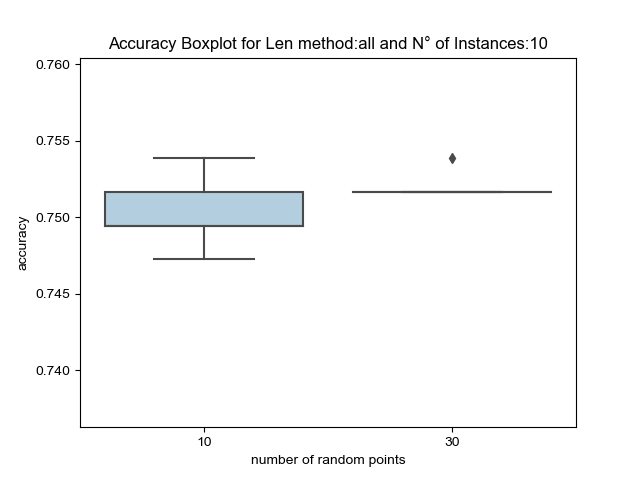 Accuracy Boxplot for Len method:all and N° of Instances:10
0.760
0.755
0.750
0.745
0.740
accuracy
10
30
number of random points